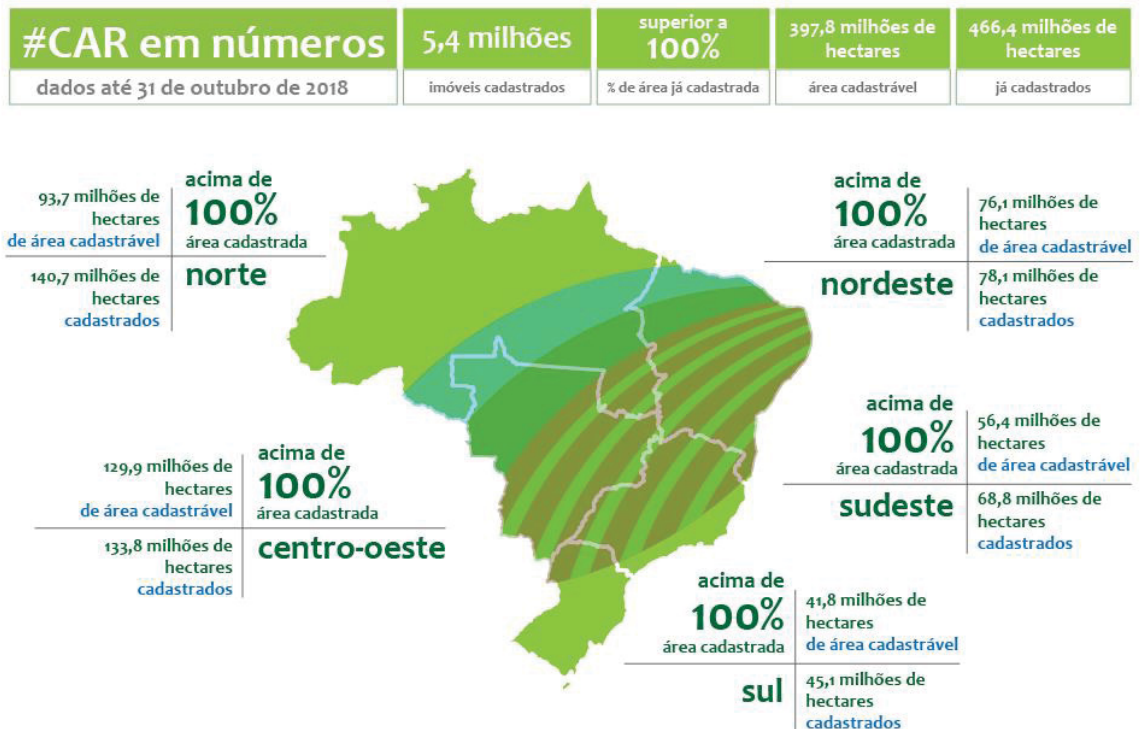 #CAR em números
dados até 31 de outubro de 2018
5,4 milhões
imóveis cadastrados
superior a
100%
% de área já cadastrada
397,8 milhões de
hectares
área cadastrável
466,4 milhões de
hectares
já cadastrados
93,7 milhões de
hectares
de área cadastrável
acima de
100%
área cadastrada
140,7 milhões de
hectares
cadastrados
norte
acima de
100%
área cadastrada
76,1 milhões de
hectares
de área cadastrável
nordeste
78,1 milhões de
hectares
cadastrados
acima de
100%
área cadastrada
56,4 milhões de
hectares
de área cadastrável
sudeste
68,8 milhões de
hectares
cadastrados
129,9 milhões de
hectares
de área cadastrável
acima de
100%
área cadastrada
133,8 milhões de
hectares
cadastrados
centro-oeste
acima de
100%
área cadastrada
41,8 milhões de
hectares
de área cadastrável
sul
45,1 milhões de
hectares
cadastrados